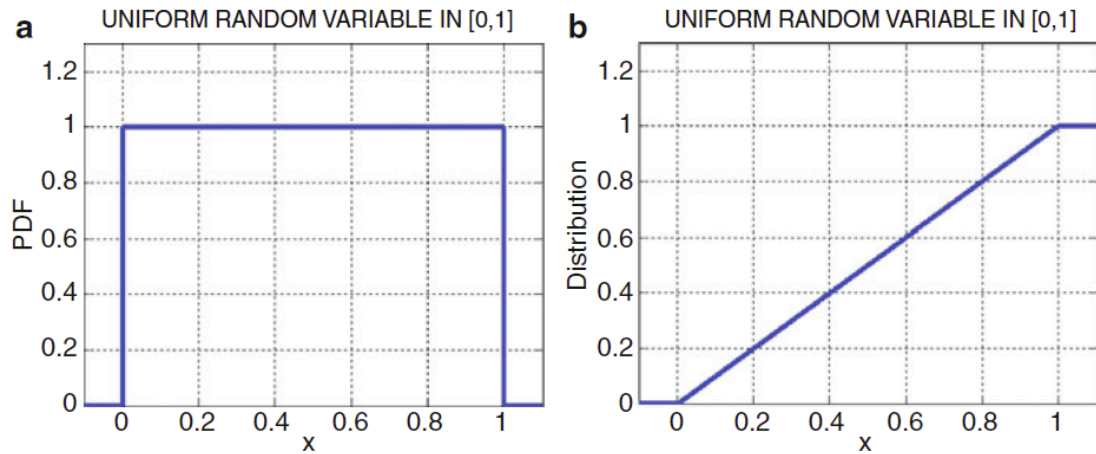 a
UNIFORM RANDOM VARIABLE IN [0,1]
1.2
1
0.8
0.6
0.4
0.2
0
PDF
0 0.2 0.4 0.6 0.8 1
x
b
UNIFORM RANDOM VARIABLE IN [0,1]
1.2
1
0.8
0.6
0.4
0.2
0
Distribution
0 0.2 0.4 0.6 0.8 1
x